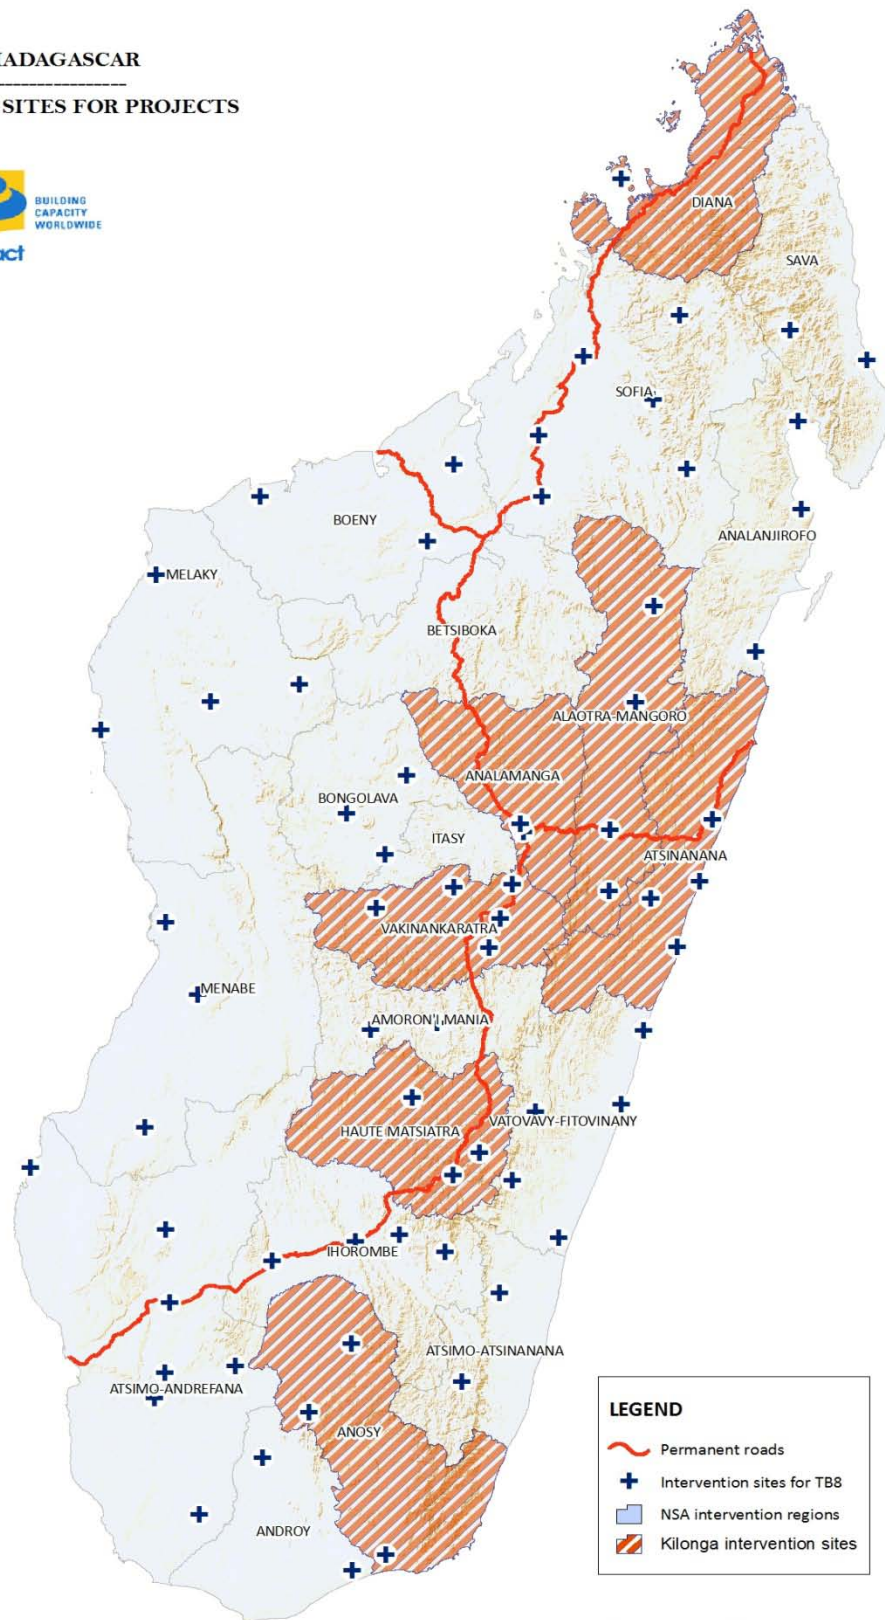 MADAGASCAR
SITES FOR PROJECTS
BUILDING
CAPACITY
WORLDWIDE
DIANA
SAVA
SOFIA
BOENY
ANALANJIROFO
MELAKY
BETSIBOKA
ALAOTRA-MANGORO
ANALAMANGA
BONGOLAVA
ITASY
ATSINANANA
VAKINANKARATRA
MENABE
AMORON'I MANIA
HAUTE MATSIATRA
VATOVAVY-FITOVINANY
IHOROMBE
ATSIMO-ATSINANANA
ATSIMO-ANDREFANA
ANOSY
ANDROY
LEGEND
Permanent roads
Intervention sites for TB8
NSA intervention regions
Kilonga intervention sites